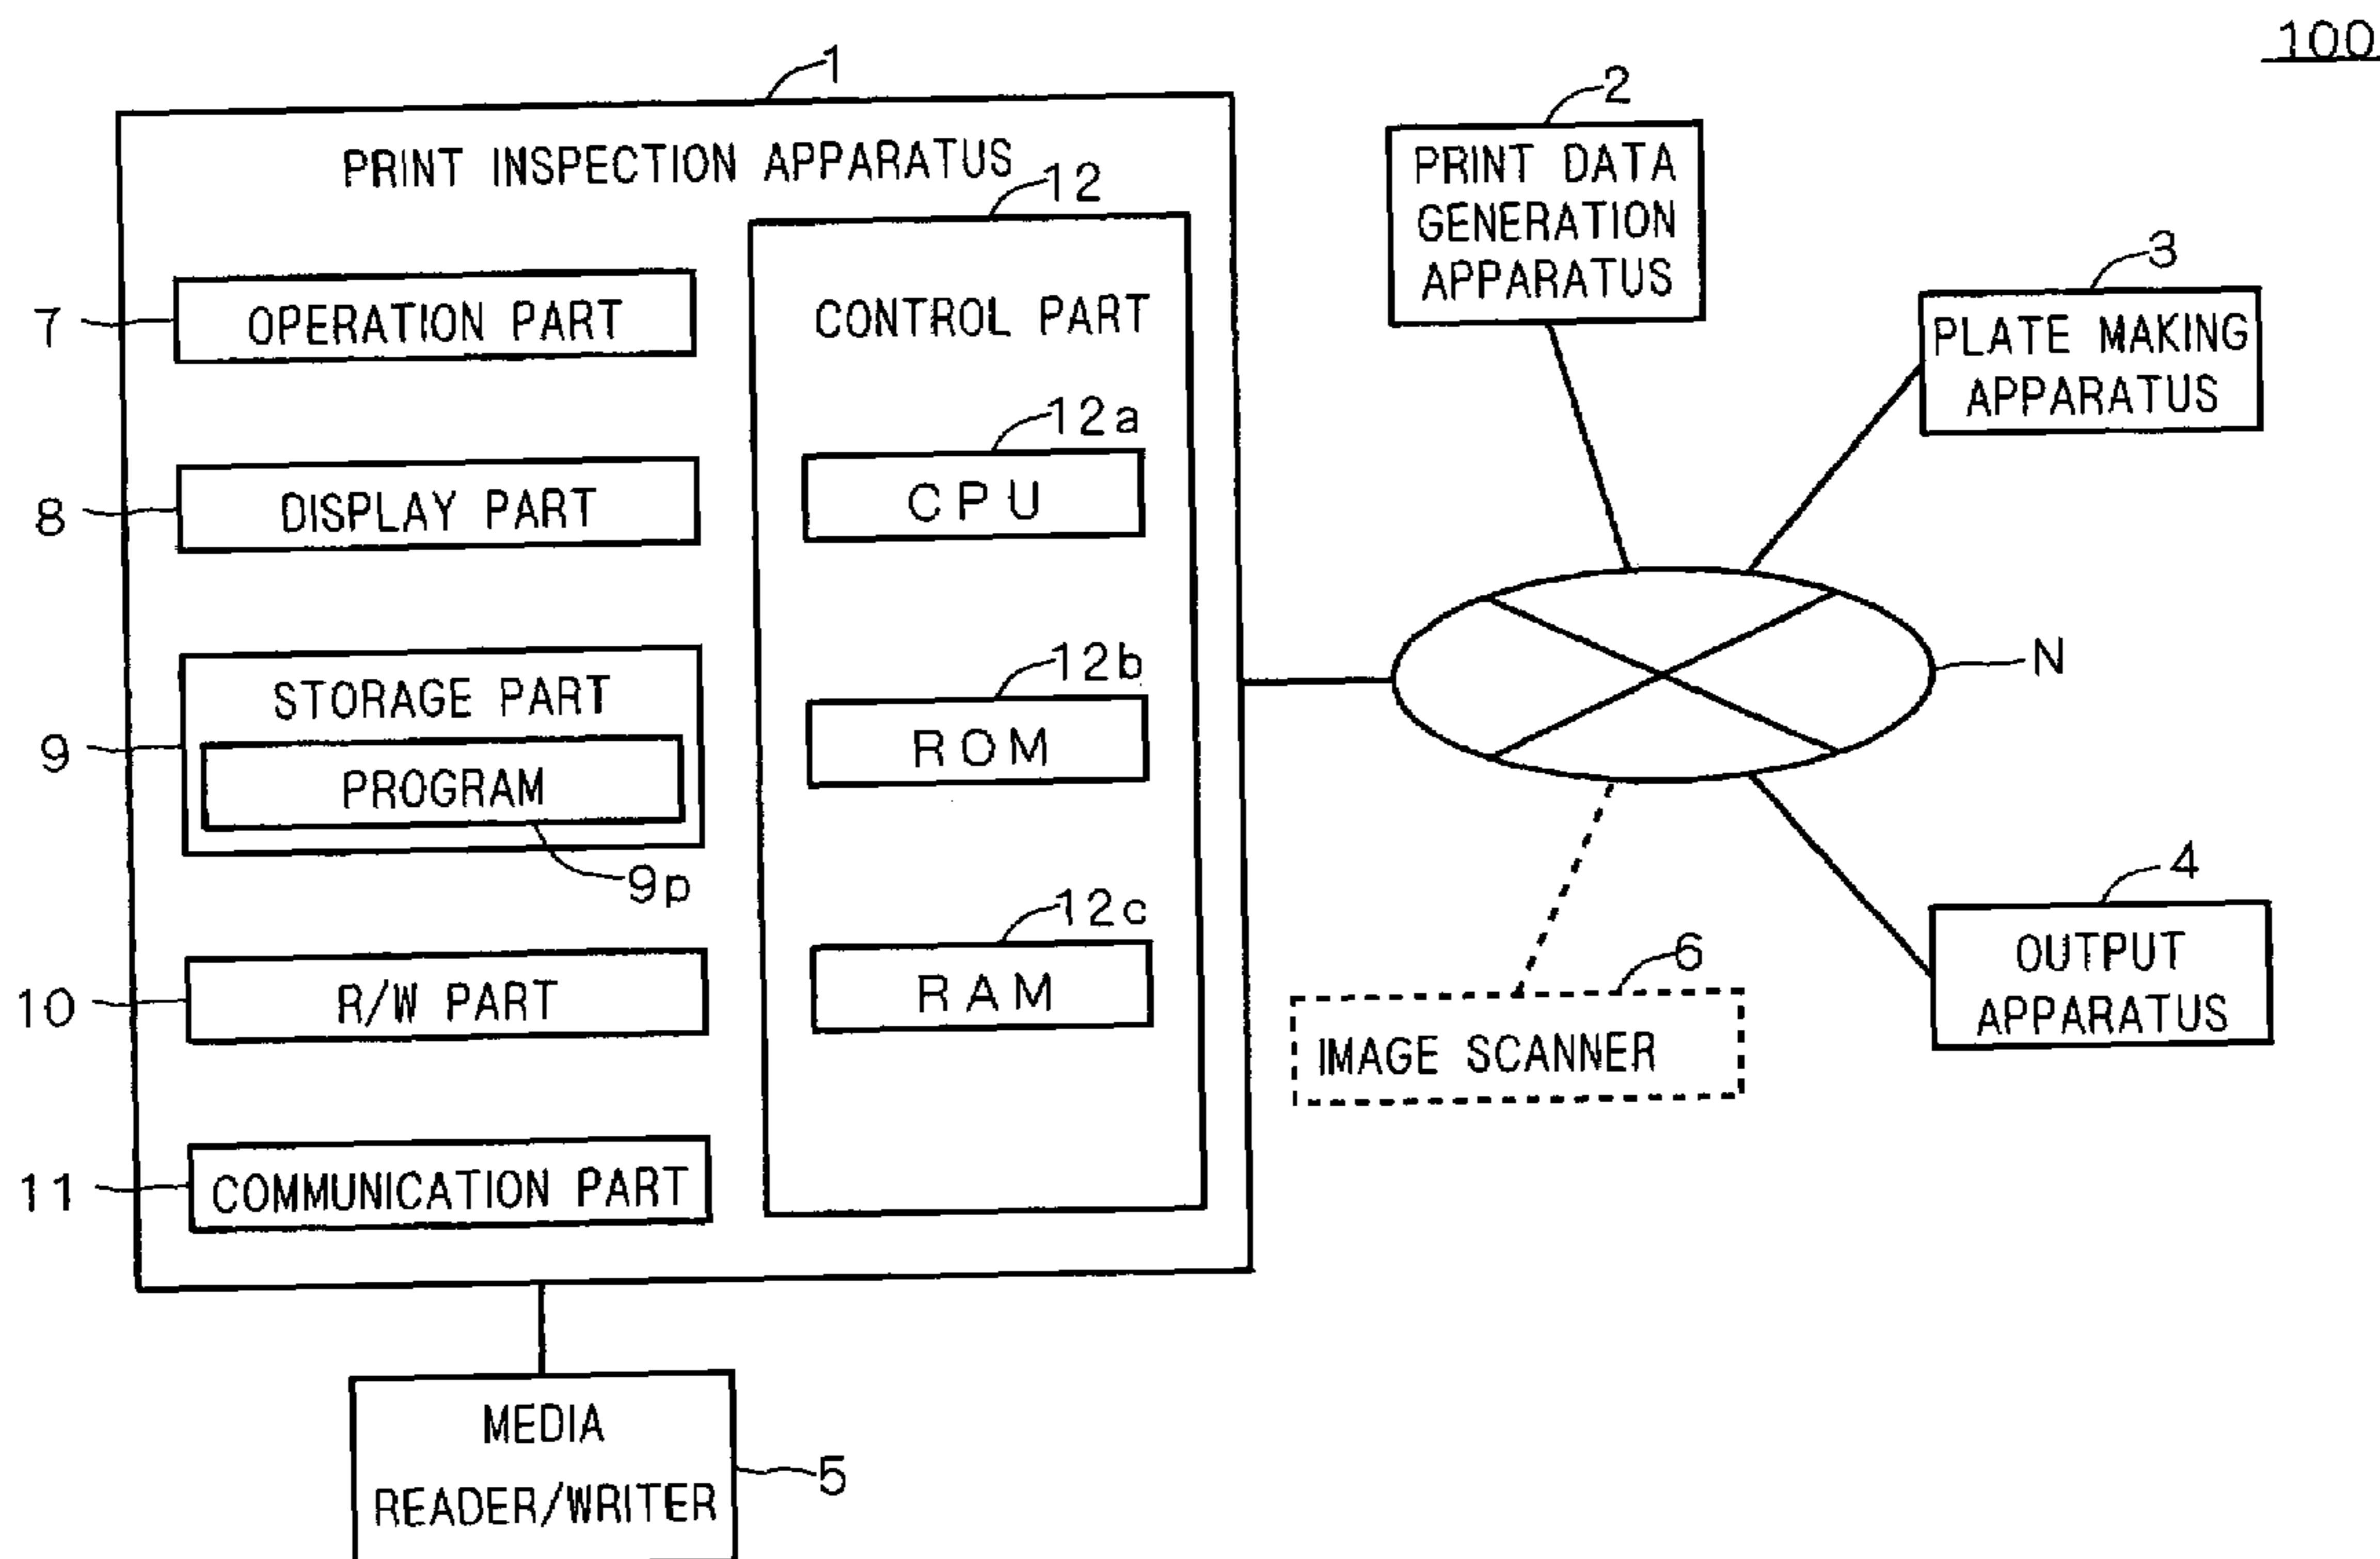 100
1
PRINT INSPECTION APPARATUS
12
CONTROL PART
7
OPERATION PART
12a
CPU
8
DISPLAY PART
12b
ROM
9
STORAGE PART
PROGRAM
9p
12c
RAM
10
R/W PART
11
COMMUNICATION PART
MEDIA
READER/WRITER
5
2
PRINT DATA
GENERATION
APPARATUS
3
PLATE MAKING
APPARATUS
N
4
OUTPUT
APPARATUS
6
IMAGE SCANNER